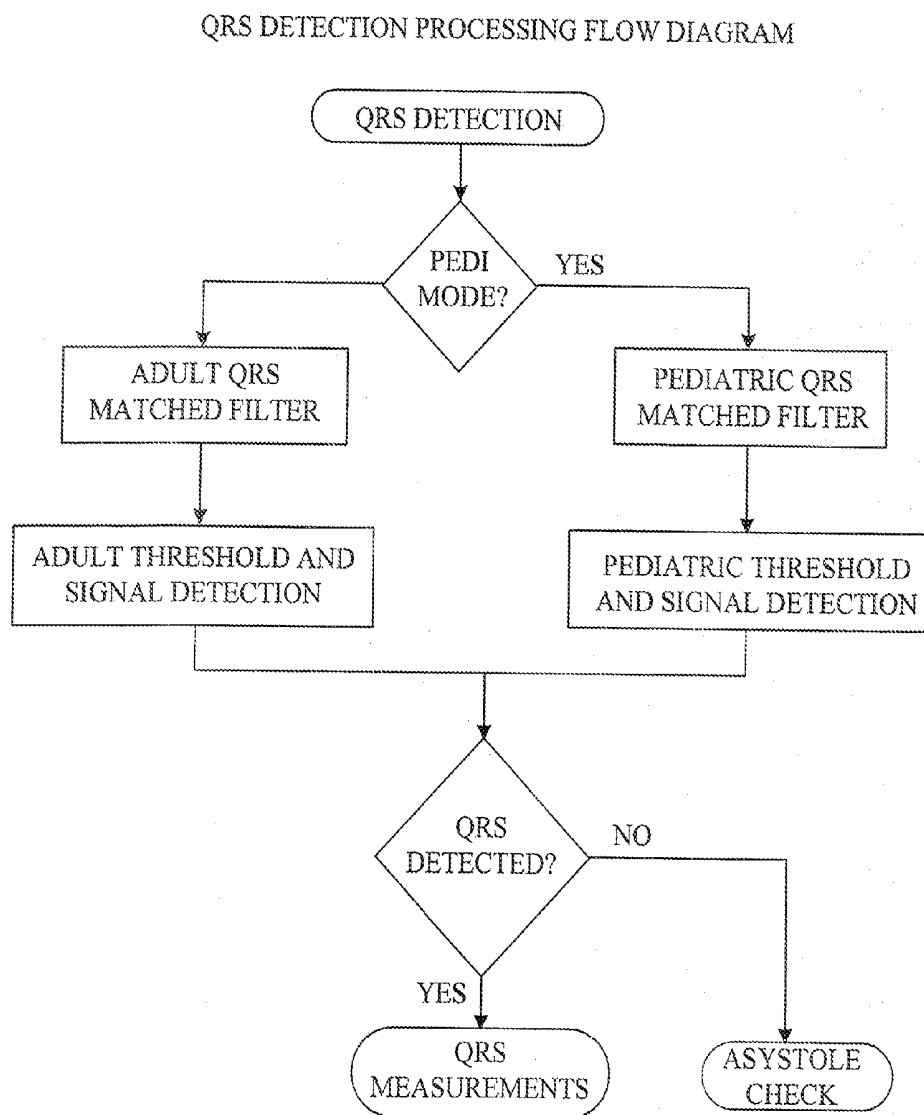 QRS DETECTION PROCESSING FLOW DIAGRAM
QRS DETECTION
PEDI
MODE?
YES
ADULT QRS
MATCHED FILTER
PEDIATRIC QRS
MATCHED FILTER
ADULT THRESHOLD AND
SIGNAL DETECTION
PEDIATRIC THRESHOLD
AND SIGNAL DETECTION
QRS
DETECTED?
NO
YES
QRS
MEASUREMENTS
ASYSTOLE
CHECK